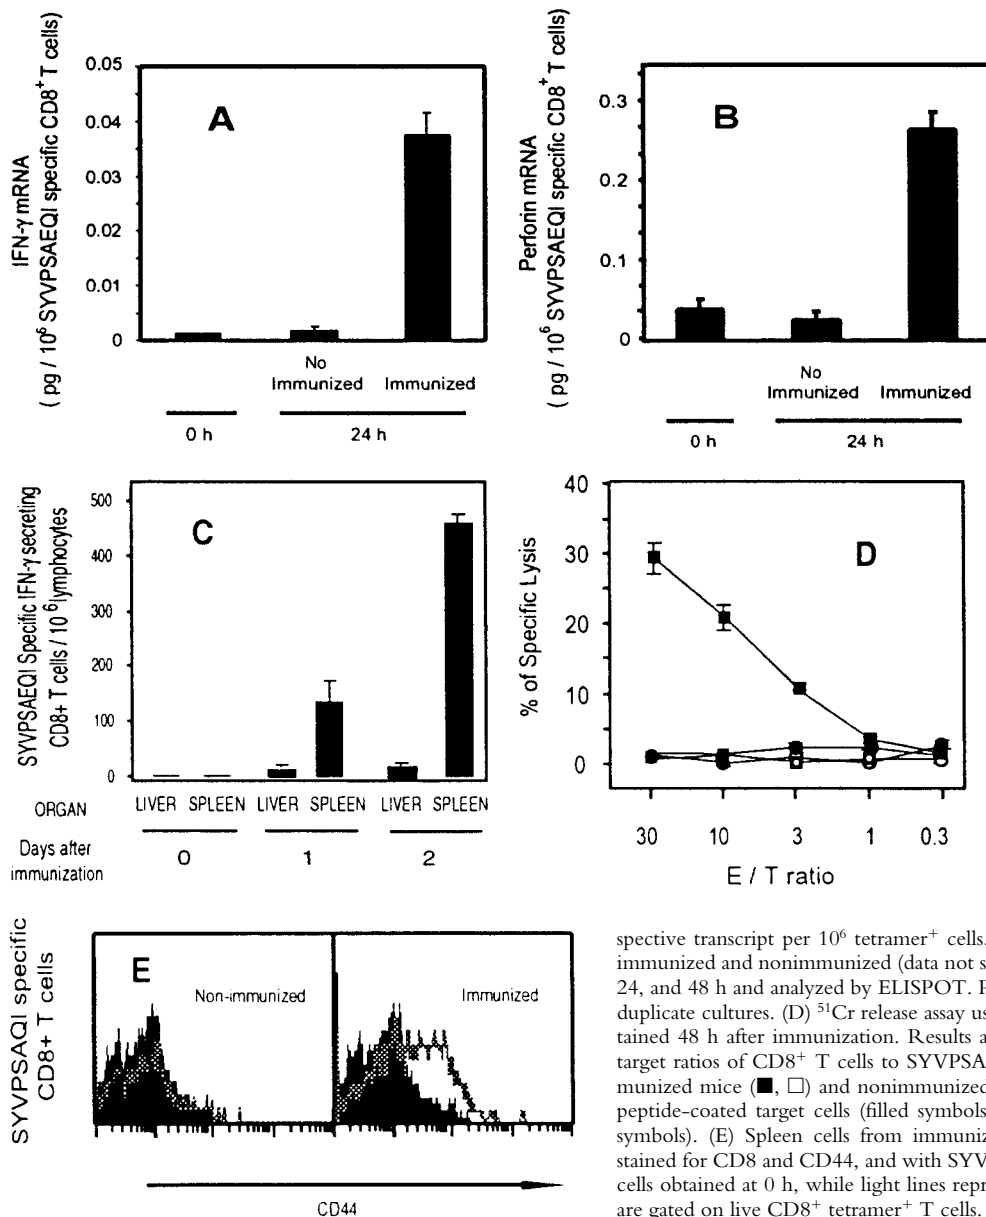 A
IFN-γ mRNA
( pg / 10⁶ SYVPSAEQI specific CD8⁺ T cells)
0.05
0.04
0.03
0.02
0.01
0
No
Immunized
Immunized
0 h
24 h
B
Perforin mRNA
( pg / 10⁶ SYVPSAEQI specific CD8⁺ T cells)
0.3
0.2
0.1
0
No
Immunized
Immunized
0 h
24 h
C
SYVPSAEQI Specific IFN-γ secreting
CD8+ T cells / 10⁶ lymphocytes
500
400
300
200
100
0
ORGAN
LIVER SPLEEN LIVER SPLEEN LIVER SPLEEN
Days after
immunization
0
1
2
D
% of Specific Lysis
40
30
20
10
0
30
10
3
1
0.3
E / T ratio
E
SYVPSAQI specific
CD8+ T cells
Non-immunized
Immunized
CD44
spective transcript per 10⁶ tetramer⁺ cells.
immunized and nonimmunized (data not s
24, and 48 h and analyzed by ELISPOT. P
duplicate cultures. (D) ⁵¹Cr release assay us
tained 48 h after immunization. Results a
target ratios of CD8⁺ T cells to SYVPSA
munized mice (■, □) and nonimmunized
peptide-coated target cells (filled symbols
symbols). (E) Spleen cells from immuniz
stained for CD8 and CD44, and with SYV
cells obtained at 0 h, while light lines repr
are gated on live CD8⁺ tetramer⁺ T cells.